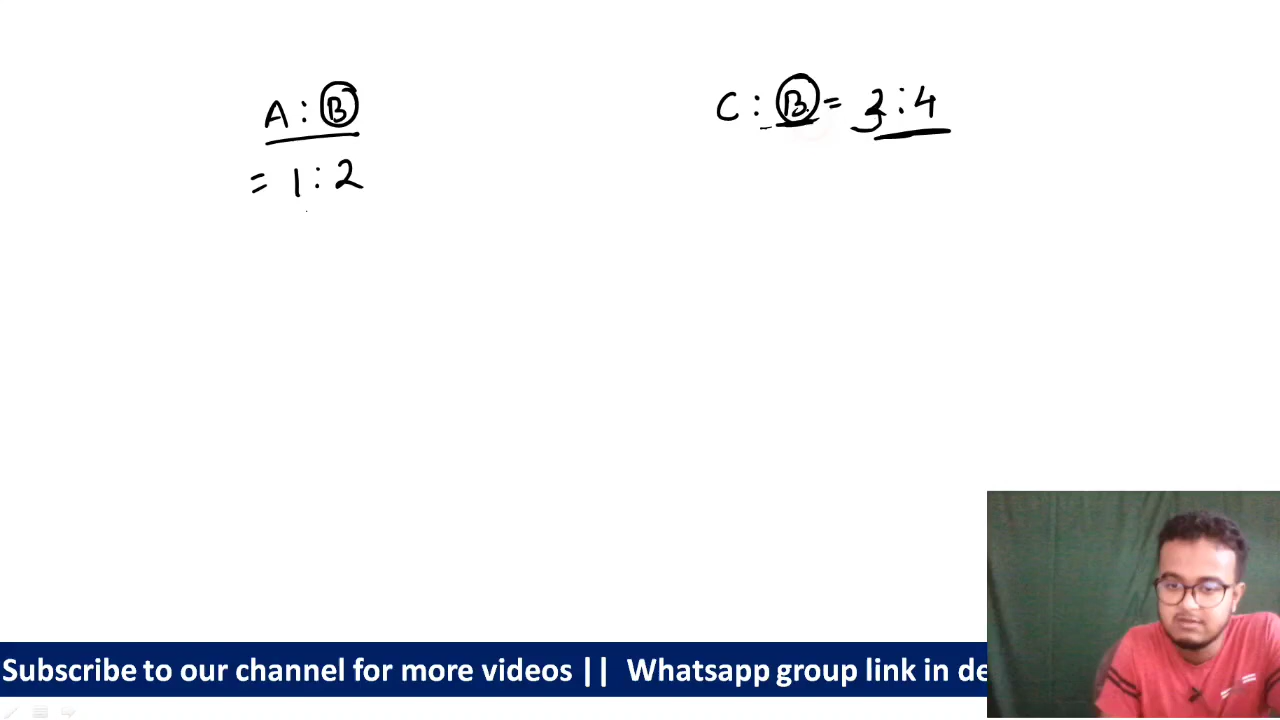 A : B
= 1 : 2
C : B = 3 : 4
Subscribe to our channel for more videos || Whatsapp group link in de